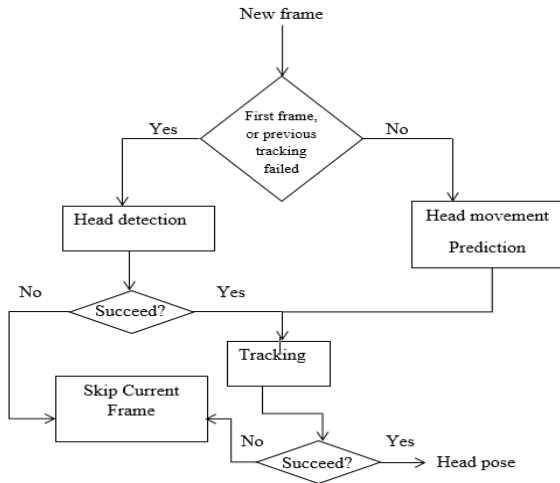 New frame
First frame,
or previous
tracking
failed
Yes
No
Head detection
Head movement
Prediction
No
Succeed?
Yes
Tracking
Skip Current
Frame
No
Succeed?
Yes
Head pose